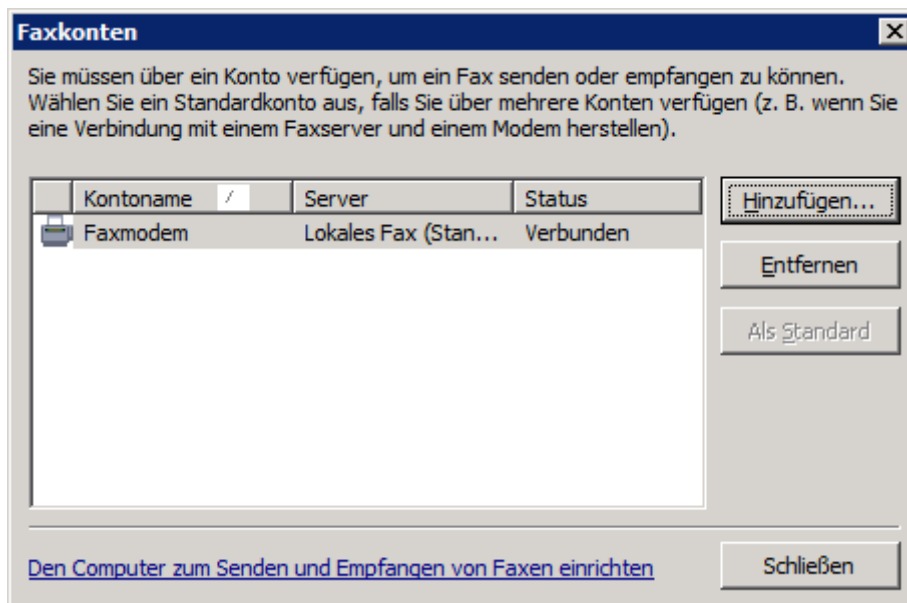 Faxkonten
Sie müssen über ein Konto verfügen, um ein Fax senden oder empfangen zu können.
Wählen Sie ein Standardkonto aus, falls Sie über mehrere Konten verfügen (z. B. wenn Sie
eine Verbindung mit einem Faxserver und einem Modem herstellen).
Kontoname Server Status
Faxmodem Lokales Fax (Stan... Verbunden
Hinzufügen...
Entfernen
Als Standard
Den Computer zum Senden und Empfangen von Faxen einrichten
Schließen